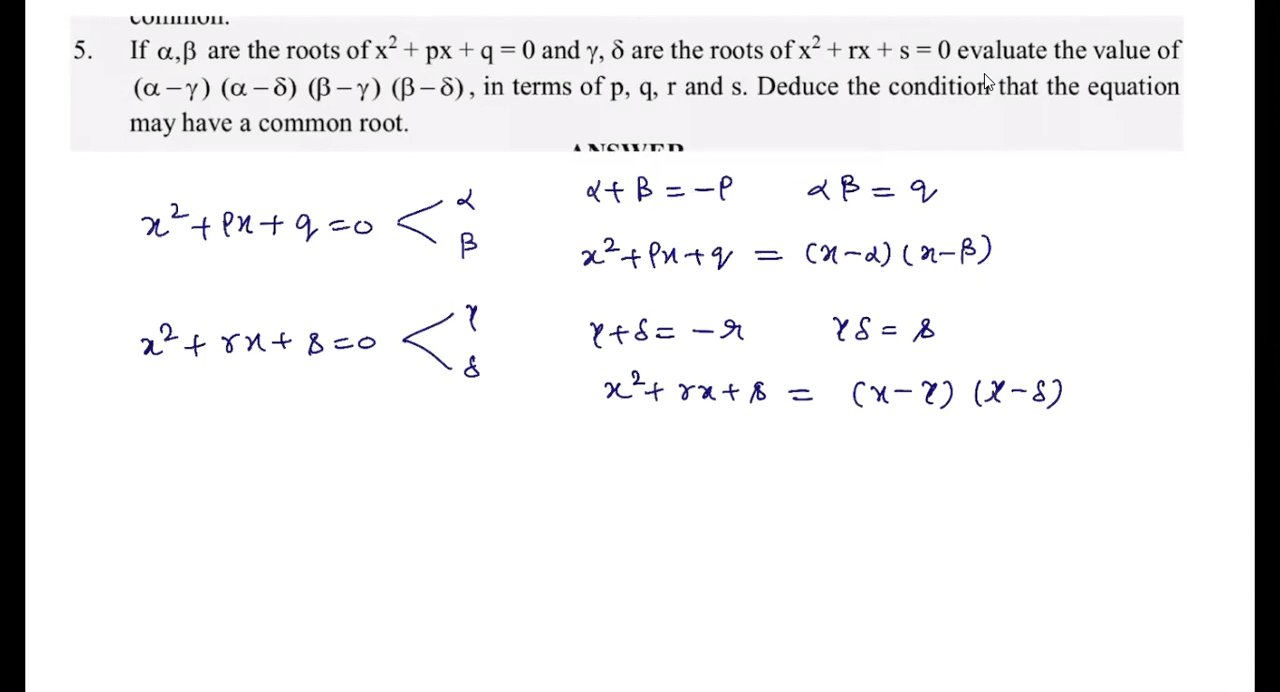 common.
5. If α,β are the roots of x² + px + q = 0 and γ, δ are the roots of x² + rx + s = 0 evaluate the value of
(α – γ) (α – δ) (β – γ) (β – δ), in terms of p, q, r and s. Deduce the condition that the equation
may have a common root.
ANSWER
α + β = -p αβ = q
x² + px + q = 0 < α β
x² + px + q = (x-α) (x-β)
γ + δ = -r γδ = s
x² + rx + s = 0 < γ δ
x² + rx + s = (x-γ) (x-δ)